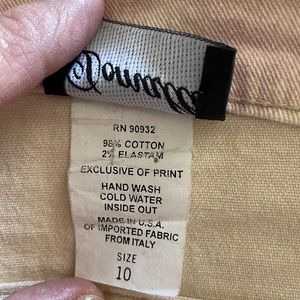 RN 90932
98% COTTON
2% ELASTAM
EXCLUSIVE OF PRINT
HAND WASH
COLD WATER
INSIDE OUT
MADE IN U.S.A.
OF IMPORTED FABRIC
FROM ITALY
SIZE
10